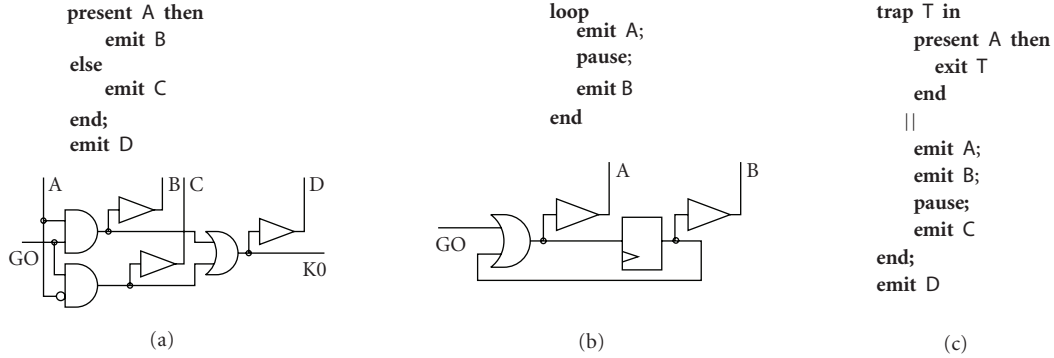 present A then
emit B
else
emit C
end;
emit D
A
B
C
D
GO
K0
(a)
loop
emit A;
pause;
emit B
end
A
B
GO
(b)
trap T in
present A then
exit T
end
||
emit A;
emit B;
pause;
emit C
end;
emit D
(c)